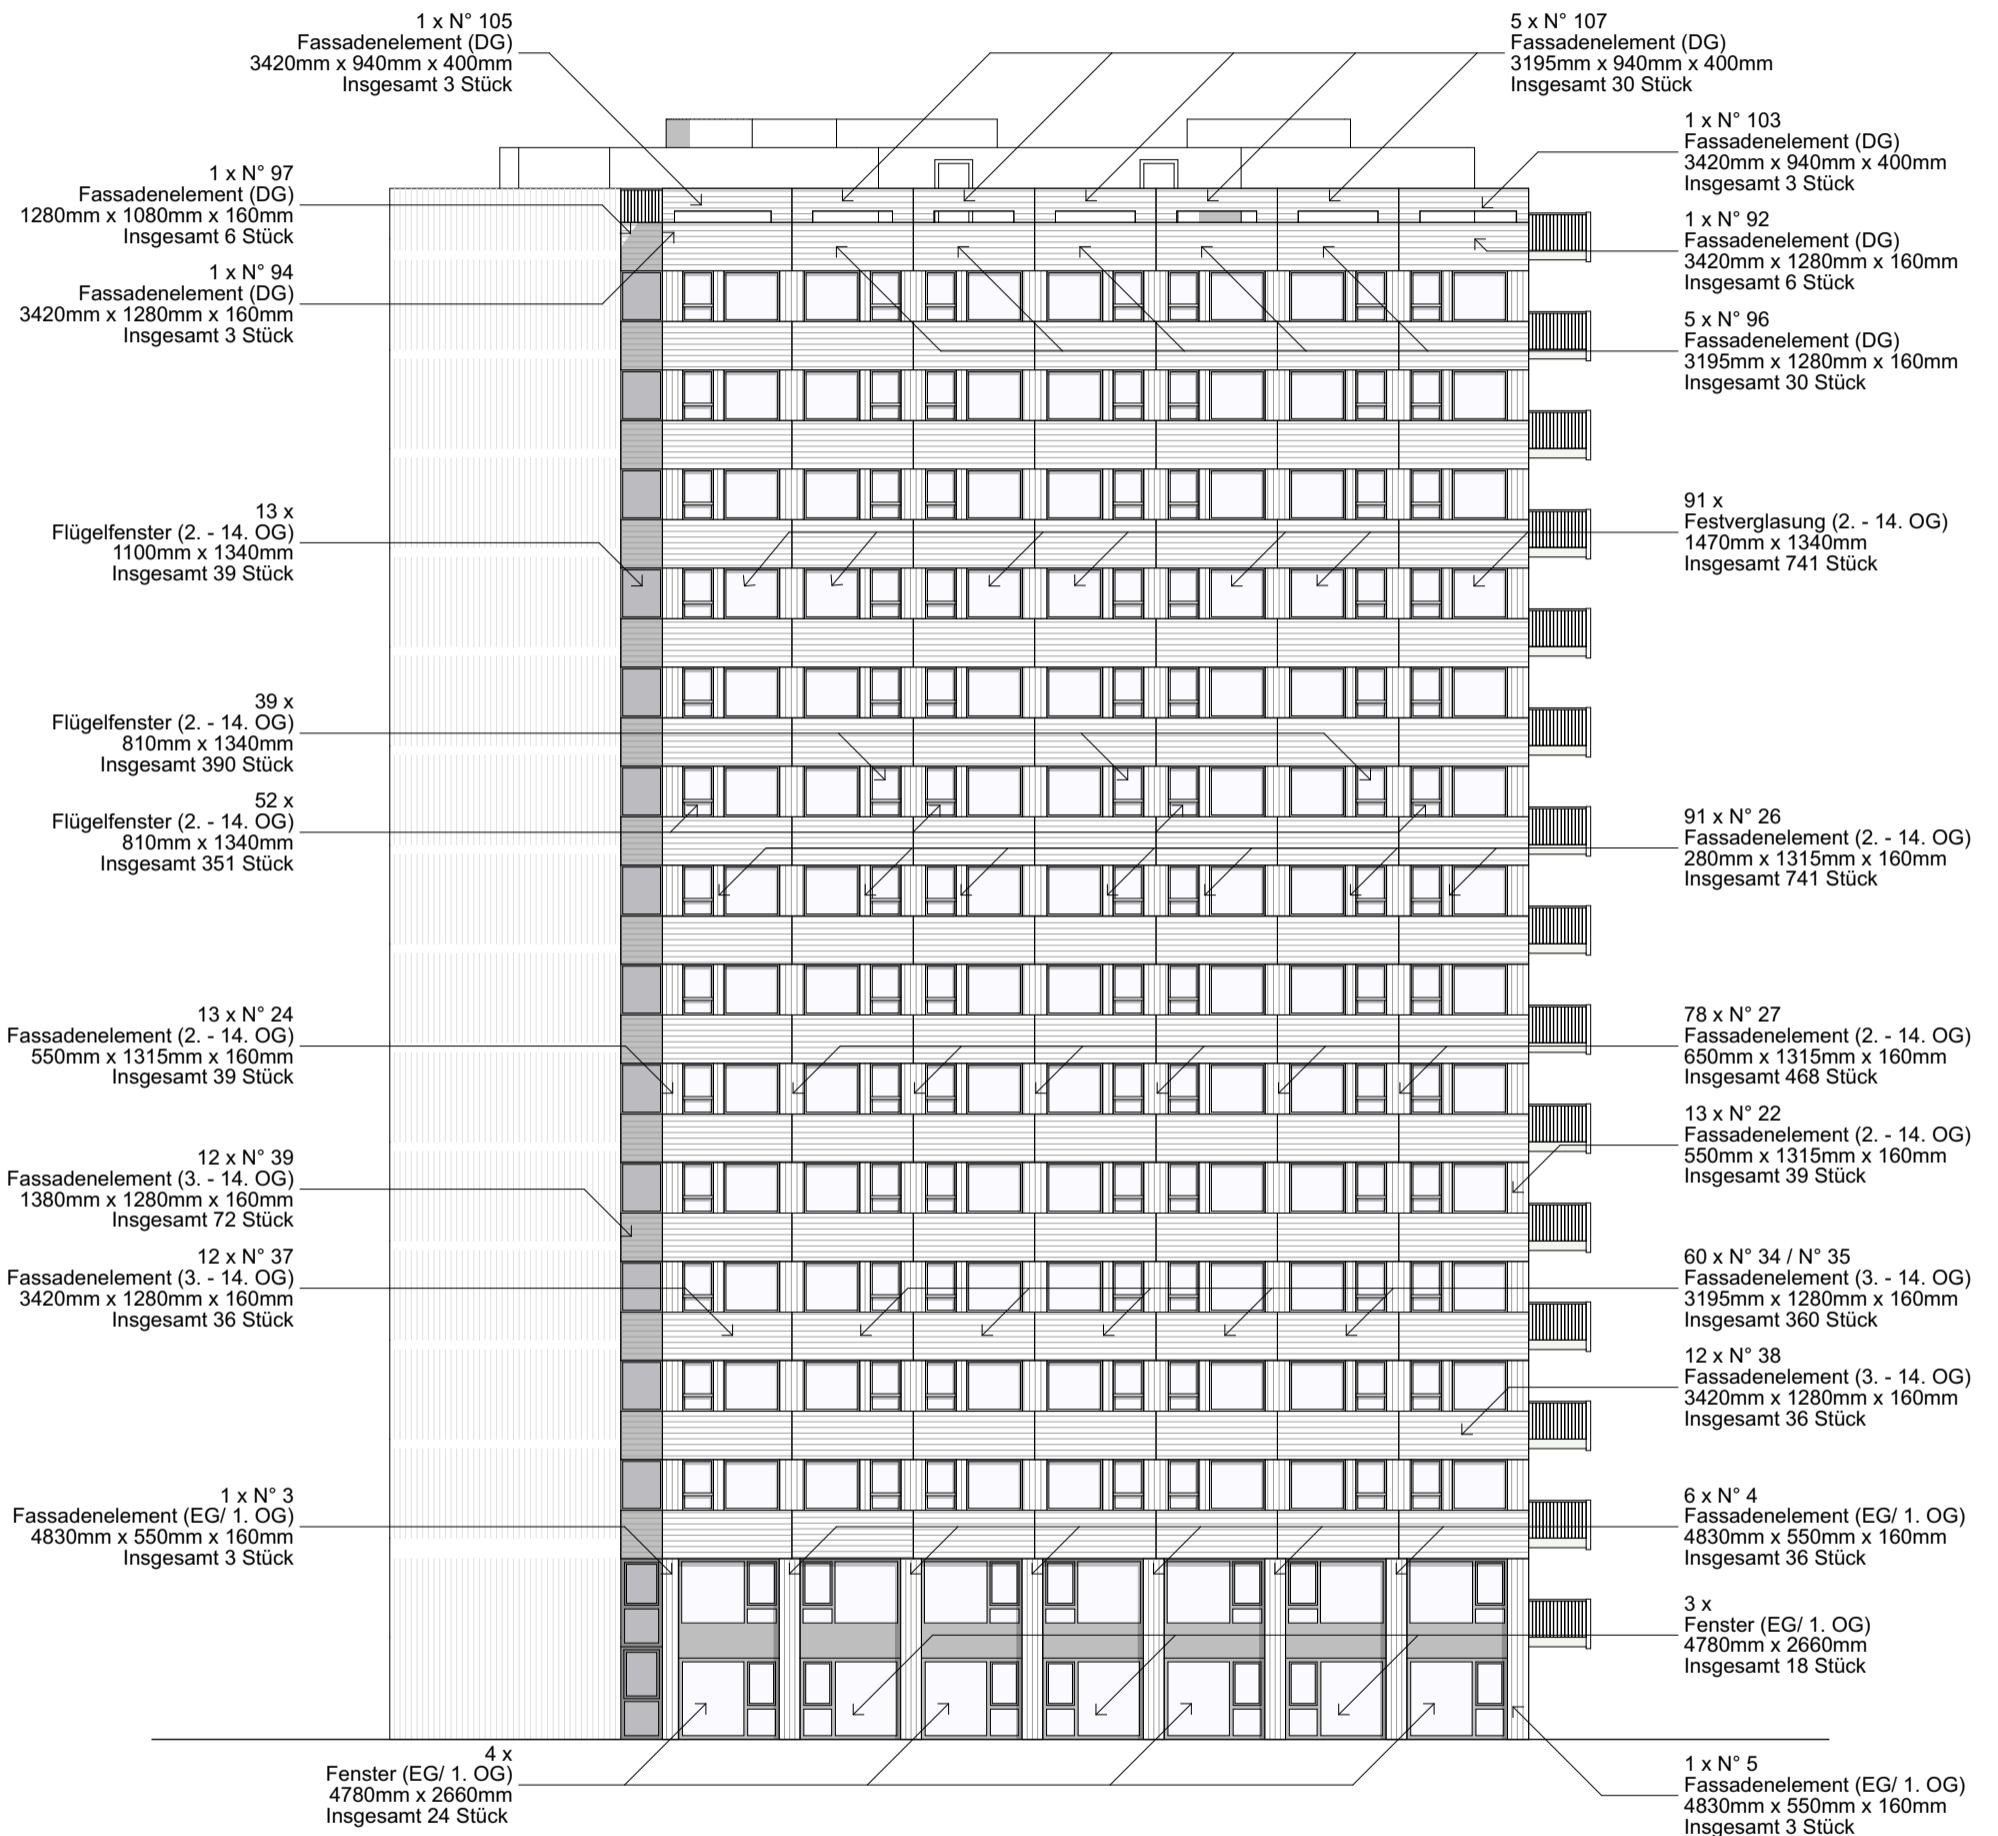 1 x N° 105
Fassadenelement (DG)
3420mm x 940mm x 400mm
Insgesamt 3 Stück
5 x N° 107
Fassadenelement (DG)
3195mm x 940mm x 400mm
Insgesamt 30 Stück
1 x N° 97
Fassadenelement (DG)
1280mm x 1080mm x 160mm
Insgesamt 6 Stück
1 x N° 94
Fassadenelement (DG)
3420mm x 1280mm x 160mm
Insgesamt 3 Stück
13 x
Flügelfenster (2. - 14. OG)
1100mm x 1340mm
Insgesamt 39 Stück
39 x
Flügelfenster (2. - 14. OG)
810mm x 1340mm
Insgesamt 390 Stück
52 x
Flügelfenster (2. - 14. OG)
810mm x 1340mm
Insgesamt 351 Stück
13 x N° 24
Fassadenelement (2. - 14. OG)
550mm x 1315mm x 160mm
Insgesamt 39 Stück
12 x N° 39
Fassadenelement (3. - 14. OG)
1380mm x 1280mm x 160mm
Insgesamt 72 Stück
12 x N° 37
Fassadenelement (3. - 14. OG)
3420mm x 1280mm x 160mm
Insgesamt 36 Stück
1 x N° 3
Fassadenelement (EG/ 1. OG)
4830mm x 550mm x 160mm
Insgesamt 3 Stück
4 x
Fenster (EG/ 1. OG)
4780mm x 2660mm
Insgesamt 24 Stück
1 x N° 103
Fassadenelement (DG)
3420mm x 940mm x 400mm
Insgesamt 3 Stück
1 x N° 92
Fassadenelement (DG)
3420mm x 1280mm x 160mm
Insgesamt 6 Stück
5 x N° 96
Fassadenelement (DG)
3195mm x 1280mm x 160mm
Insgesamt 30 Stück
91 x
Festverglasung (2. - 14. OG)
1470mm x 1340mm
Insgesamt 741 Stück
91 x N° 26
Fassadenelement (2. - 14. OG)
280mm x 1315mm x 160mm
Insgesamt 741 Stück
78 x N° 27
Fassadenelement (2. - 14. OG)
650mm x 1315mm x 160mm
Insgesamt 468 Stück
13 x N° 22
Fassadenelement (2. - 14. OG)
550mm x 1315mm x 160mm
Insgesamt 39 Stück
60 x N° 34 / N° 35
Fassadenelement (3. - 14. OG)
3195mm x 1280mm x 160mm
Insgesamt 360 Stück
12 x N° 38
Fassadenelement (3. - 14. OG)
3420mm x 1280mm x 160mm
Insgesamt 36 Stück
6 x N° 4
Fassadenelement (EG/ 1. OG)
4830mm x 550mm x 160mm
Insgesamt 36 Stück
3 x
Fenster (EG/ 1. OG)
4780mm x 2660mm
Insgesamt 18 Stück
1 x N° 5
Fassadenelement (EG/ 1. OG)
4830mm x 550mm x 160mm
Insgesamt 3 Stück